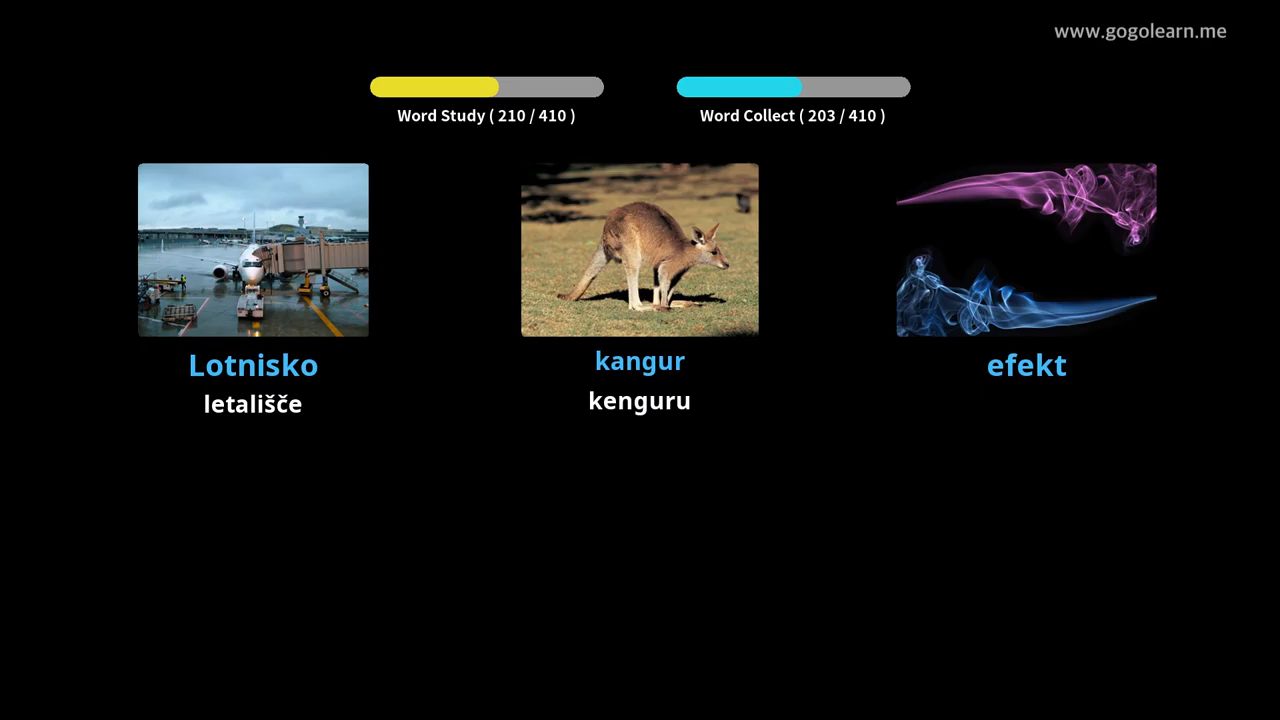 www.gogolearn.me
Word Study ( 210 / 410 )
Word Collect ( 203 / 410 )
Lotnisko
letališče
kangur
kenguru
efekt